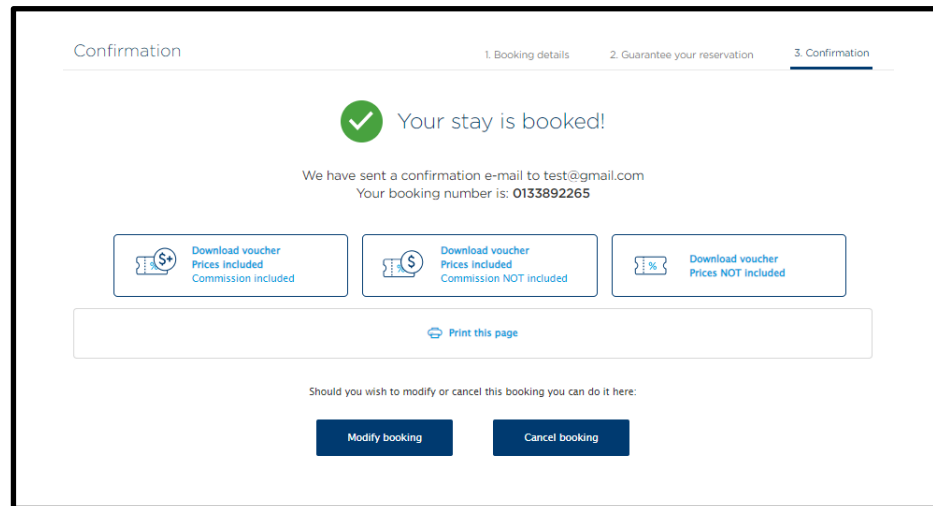 Confirmation
1. Booking details
2. Guarantee your reservation
3. Confirmation
Your stay is booked!
We have sent a confirmation e-mail to test@gmail.com
Your booking number is: 0133892265
$+
%
Download voucher
Prices included
Commission included
$
%
Download voucher
Prices included
Commission NOT included
%
Download voucher
Prices NOT included
Print this page
Should you wish to modify or cancel this booking you can do it here:
Modify booking
Cancel booking